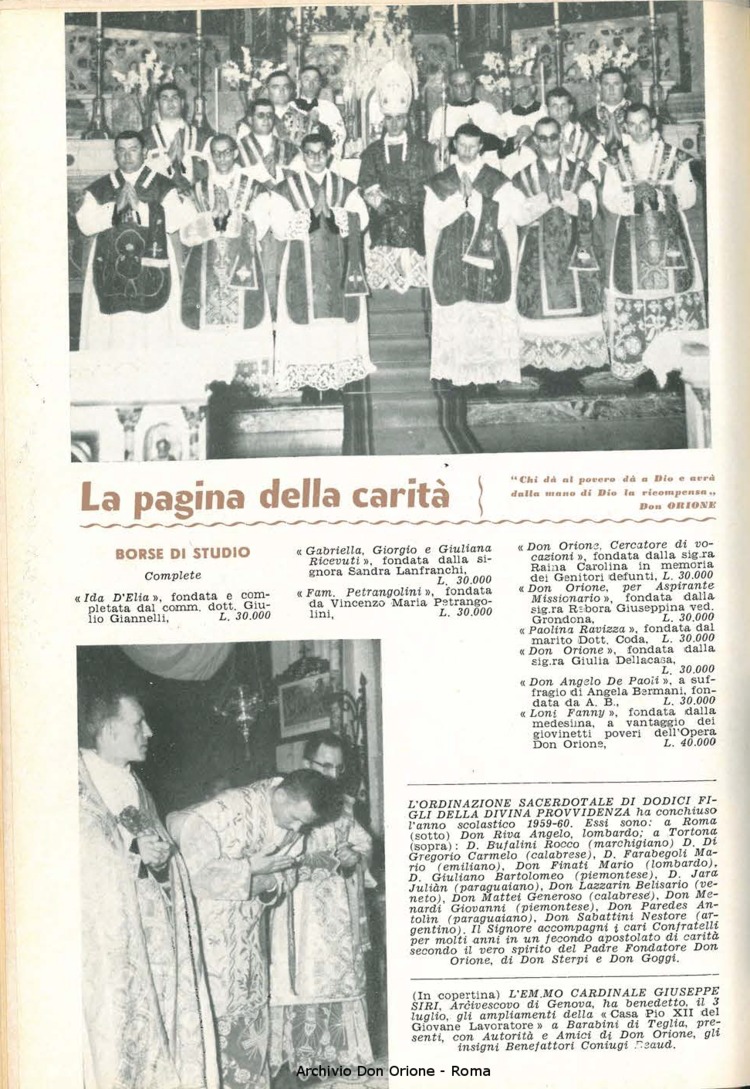 La pagina della carità
“Chi dà al povero dà a Dio e avrà
dalla mano di Dio la ricompensa„
Don ORIONE
BORSE DI STUDIO
Complete
« Ida D'Elia », fondata e com-
pletata dal comm. dott. Giu-
lio Giannelli, L. 30.000
« Gabriella, Giorgio e Giuliana
Ricevuti », fondata dalla si-
gnora Sandra Lanfranchi,
L. 30.000
« Fam. Petrangolini », fondata
da Vincenzo Maria Petrango-
lini, L. 30.000
« Don Orione, Cercatore di vo-
cazioni », fondata dalla sig.ra
Raina Carolina in memoria
dei Genitori defunti, L. 30.000
« Don Orione, per Aspirante
Missionario », fondata dalla
sig.ra Rebora Giuseppina ved.
Grondona, L. 30.000
« Paolina Ravizza », fondata dal
marito Dott. Coda, L. 30.000
« Don Orione », fondata dalla
sig.ra Giulia Dellacasa,
L. 30.000
« Don Angelo De Paoli », a suf-
fragio di Angela Bermani, fon-
data da A. B., L. 30.000
« Loni Fanny », fondata dalla
medesima, a vantaggio dei
giovinetti poveri dell'Opera
Don Orione, L. 40.000
L'ORDINAZIONE SACERDOTALE DI DODICI FI-
GLI DELLA DIVINA PROVVIDENZA ha conchiuso
l'anno scolastico 1959-60. Essi sono: a Roma
(sotto) Don Riva Angelo, lombardo; a Tortona
(sopra): D. Bufalini Rocco (marchigiano) D. Di
Gregorio Carmelo (calabrese), D. Farabegoli Ma-
rio (emiliano), Don Finati Mario (lombardo),
D. Giuliano Bartolomeo (piemontese), D. Jara
Juliàn (paraguaiano), Don Lazzarin Belisario (ve-
neto), Don Mattei Generoso (calabrese), Don Me-
nardi Giovanni (piemontese), Don Paredes An-
tolin (paraguaiano), Don Sabattini Nestore (ar-
gentino). Il Signore accompagni i cari Confratelli
per molti anni in un fecondo apostolato di carità
secondo il vero spirito del Padre Fondatore Don
Orione, di Don Sterpi e Don Goggi.
(In copertina) L'EM.MO CARDINALE GIUSEPPE
SIRI, Arcivescovo di Genova, ha benedetto, il 3
luglio, gli ampliamenti della « Casa Pio XII del
Giovane Lavoratore » a Barabini di Teglia, pre-
senti, con Autorità e Amici di Don Orione, gli
insigni Benefattori Coniugi
Archivio Don Orione - Roma